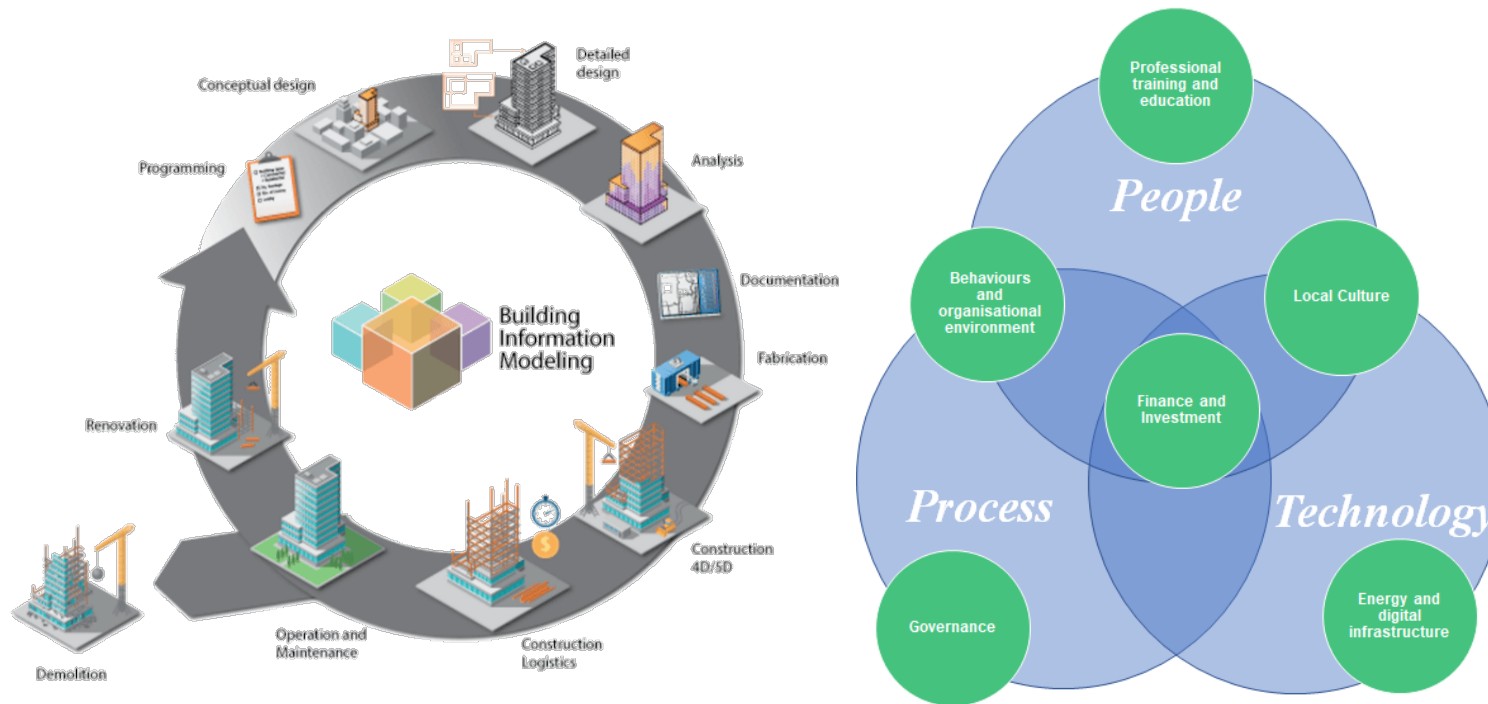 Detailed
design
Conceptual design
Programming
Analysis
Documentation
Building
Information
Modeling
Fabrication
Renovation
Construction
4D/5D
Operation and
Maintenance
Construction
Logistics
$
Demolition
Professional
training and
education
People
Behaviours
and
organisational
environment
Local Culture
Finance and
Investment
Process
Technology
Governance
Energy and
digital
infrastructure